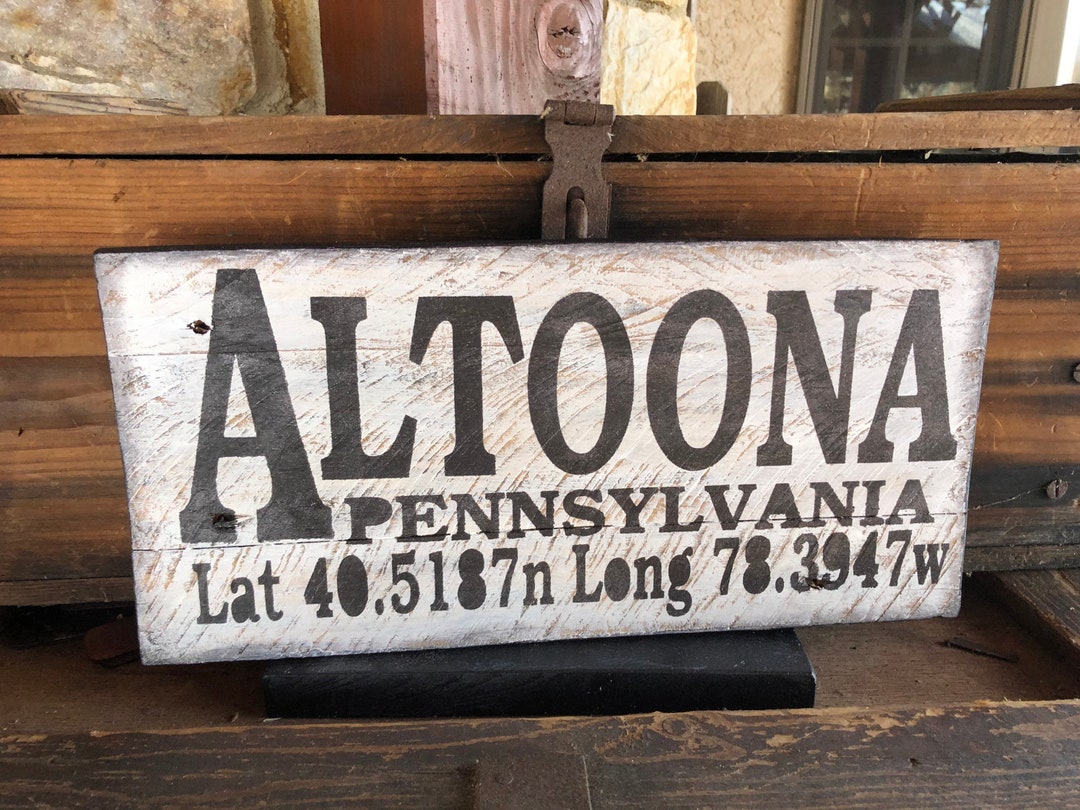 ALTOONA
PENNSYLVANIA
Lat 40.5187n Long 78.3947w